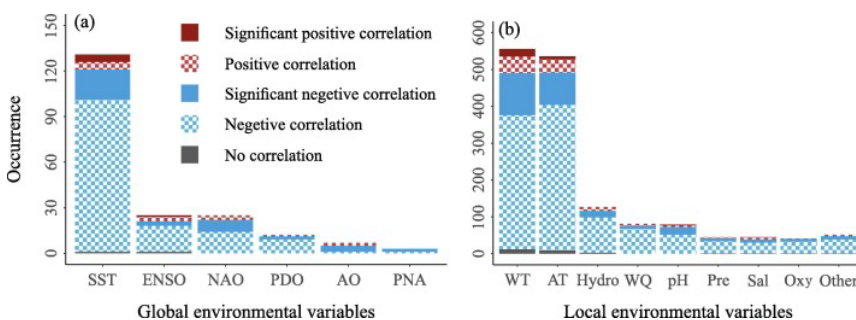 (a)
Significant positive correlation
Positive correlation
Significant negetive correlation
Negetive correlation
No correlation
Occurrence
150
120
90
60
30
0
SST ENSO NAO PDO AO PNA
Global environmental variables
(b)
600
500
400
300
200
100
0
WT AT Hydro WQ pH Pre Sal Oxy Other
Local environmental variables